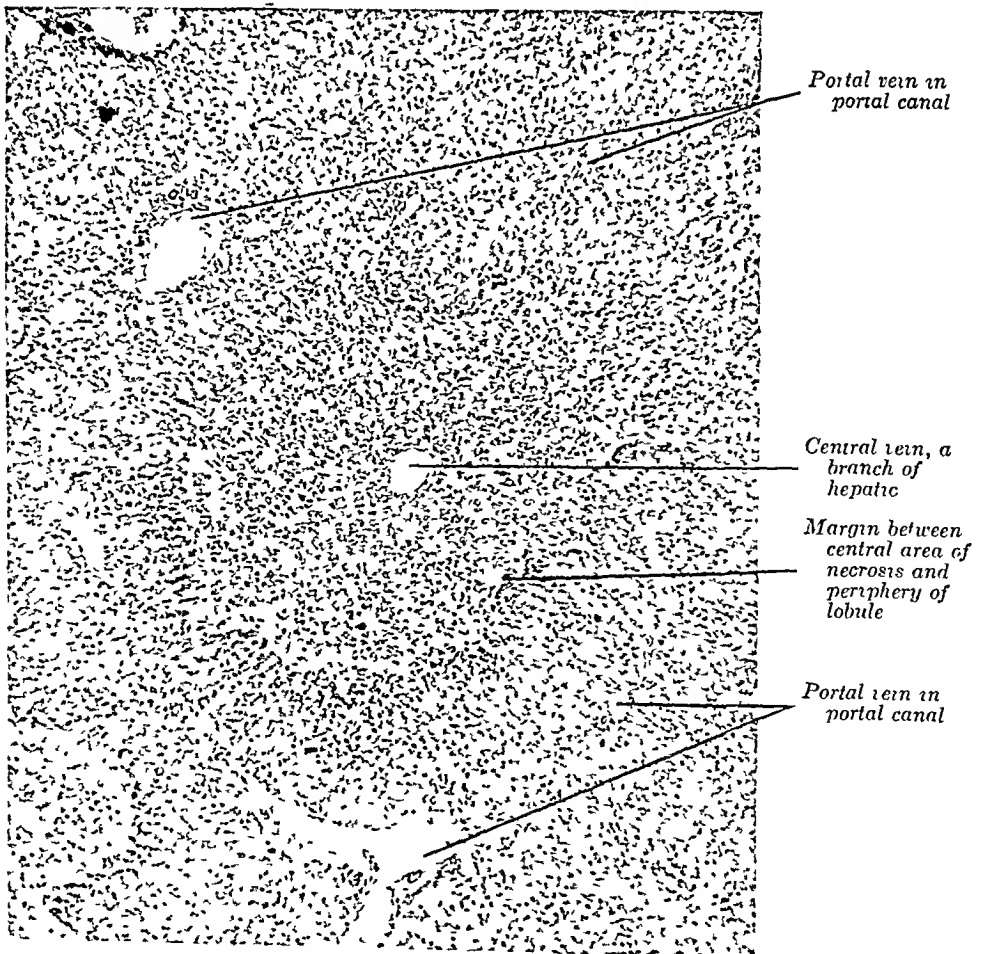 Portal vein in
portal canal
Central vein, a
branch of
hepatic
Margin between
central area of
necrosis and
periphery of
lobule
Portal vein in
portal canal